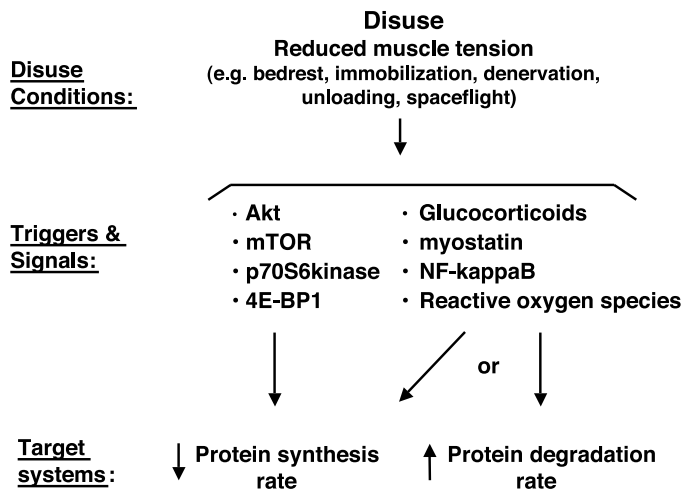 Disuse
Reduced muscle tension
(e.g. bedrest, immobilization, denervation,
unloading, spaceflight)
Disuse
Conditions:
Triggers &
Signals:
· Akt
· mTOR
· p70S6kinase
· 4E-BP1
· Glucocorticoids
· myostatin
· NF-kappaB
· Reactive oxygen species
or
Target
systems:
↓ Protein synthesis
rate
↑ Protein degradation
rate